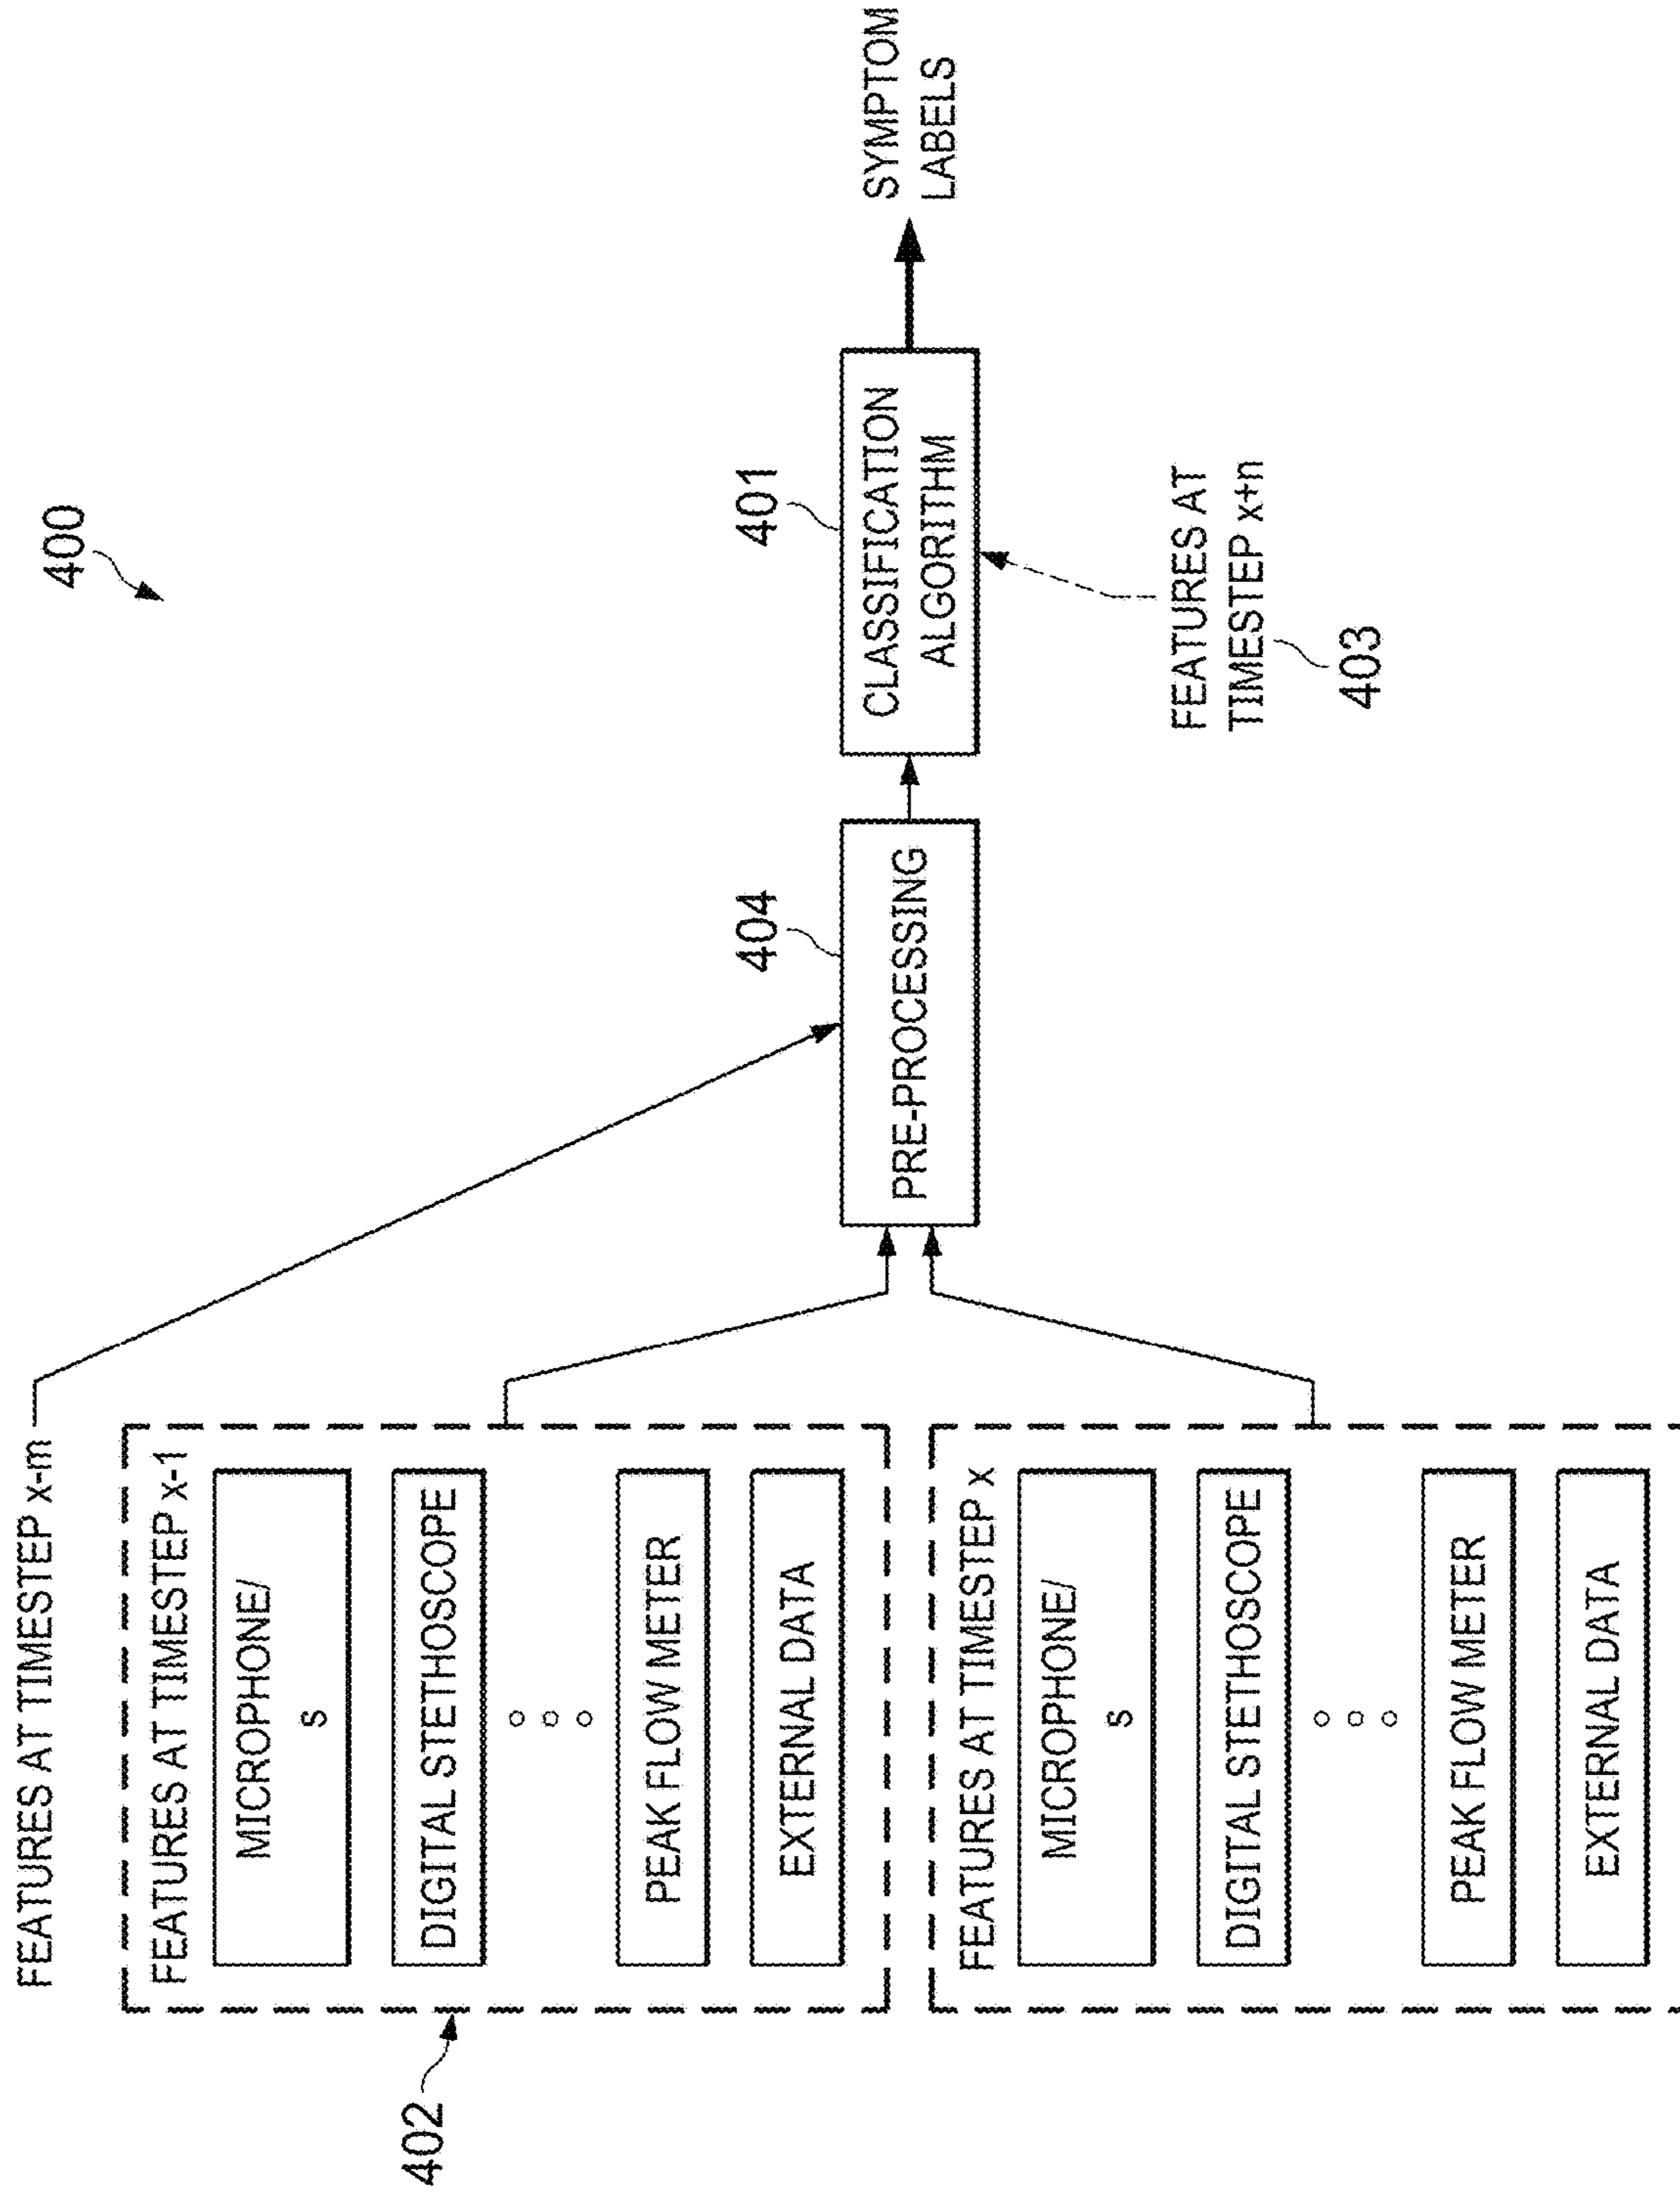 400
FEATURES AT TIMESTEP x-m
402
FEATURES AT TIMESTEP x-1
MICROPHONE/
s
DIGITAL STETHOSCOPE
PEAK FLOW METER
EXTERNAL DATA
FEATURES AT TIMESTEP x
MICROPHONE/
s
DIGITAL STETHOSCOPE
PEAK FLOW METER
EXTERNAL DATA
404
PRE-PROCESSING
401
CLASSIFICATION
ALGORITHM
SYMPTOM
LABELS
FEATURES AT
TIMESTEP x+n
403